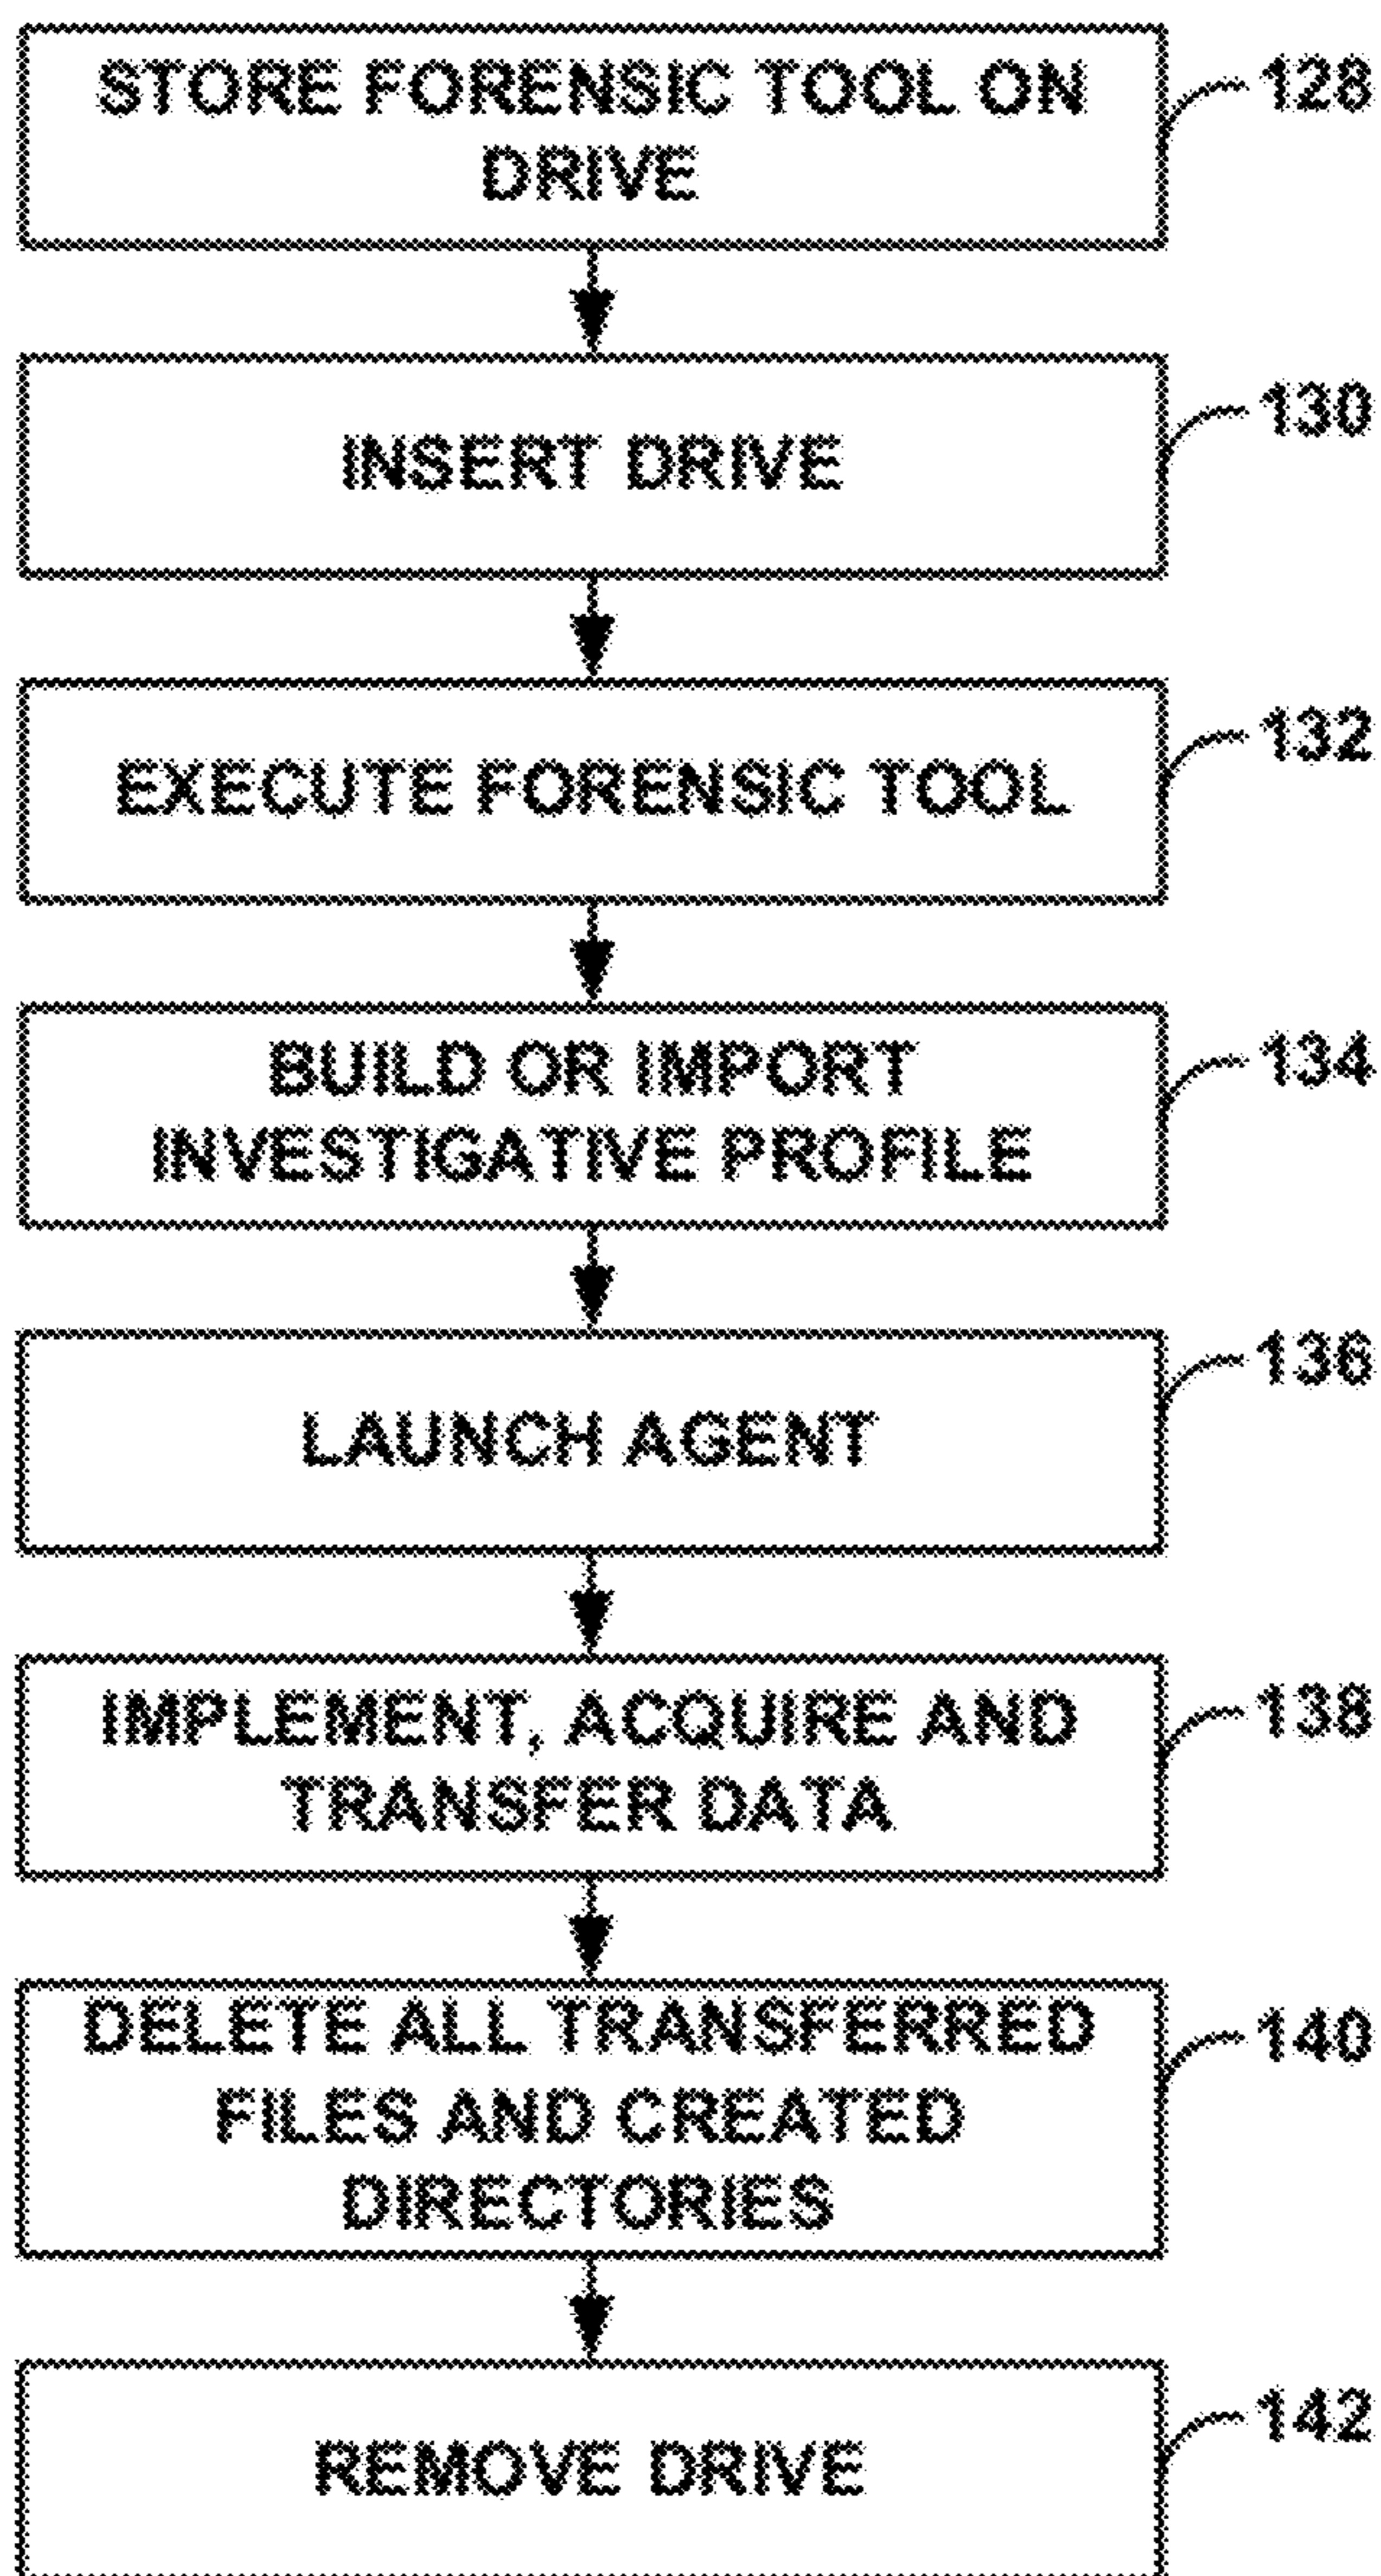 STORE FORENSIC TOOL ON
DRIVE
128
INSERT DRIVE
130
EXECUTE FORENSIC TOOL
132
BUILD OR IMPORT
INVESTIGATIVE PROFILE
134
LAUNCH AGENT
136
IMPLEMENT, ACQUIRE AND
TRANSFER DATA
138
DELETE ALL TRANSFERRED
FILES AND CREATED
DIRECTORIES
140
REMOVE DRIVE
142